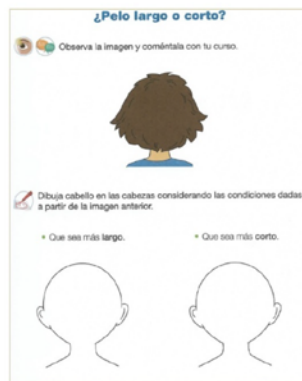 ¿Pelo largo o corto?
Observa la imagen y coméntala con tu curso.
Dibuja cabello en las cabezas considerando las condiciones dadas
a partir de la imagen anterior.
• Que sea más largo.
• Que sea más corto.